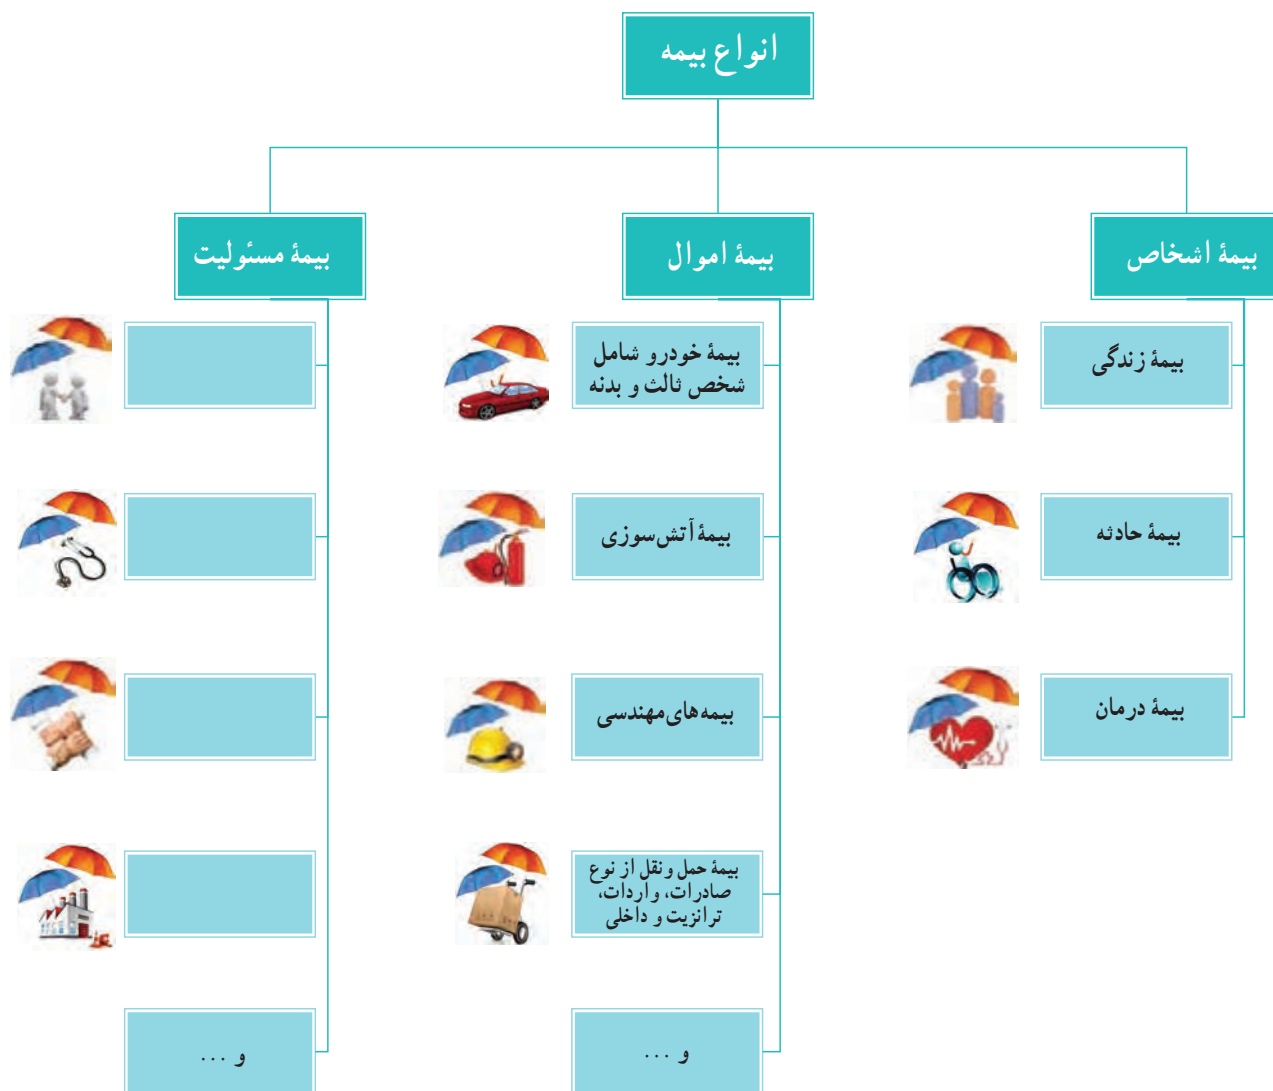 انواع بیمه
بیمهٔ اشخاص
بیمهٔ زندگی
بیمهٔ حادثه
بیمهٔ درمان
بیمهٔ اموال
بیمهٔ خودرو شامل
شخص ثالث و بدنه
بیمهٔ آتش‌سوزی
بیمه‌های مهندسی
بیمهٔ حمل و نقل از نوع
صادرات، واردات،
ترانزیت و داخلی
و ...
بیمهٔ مسئولیت
و ...